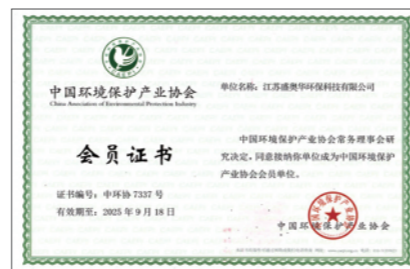 中国环境保护产业协会
China Association of Environmental Protection Industry
会员证书
证书编号：中环协 7337 号
有效期至：2025 年 9 月 18 日
单位名称：江苏盛奥华环保科技有限公司
中国环境保护产业协会常务理事会研
究决定，同意接纳你单位成为中国环境保护
产业协会会员单位。
中国环境保护产业协会